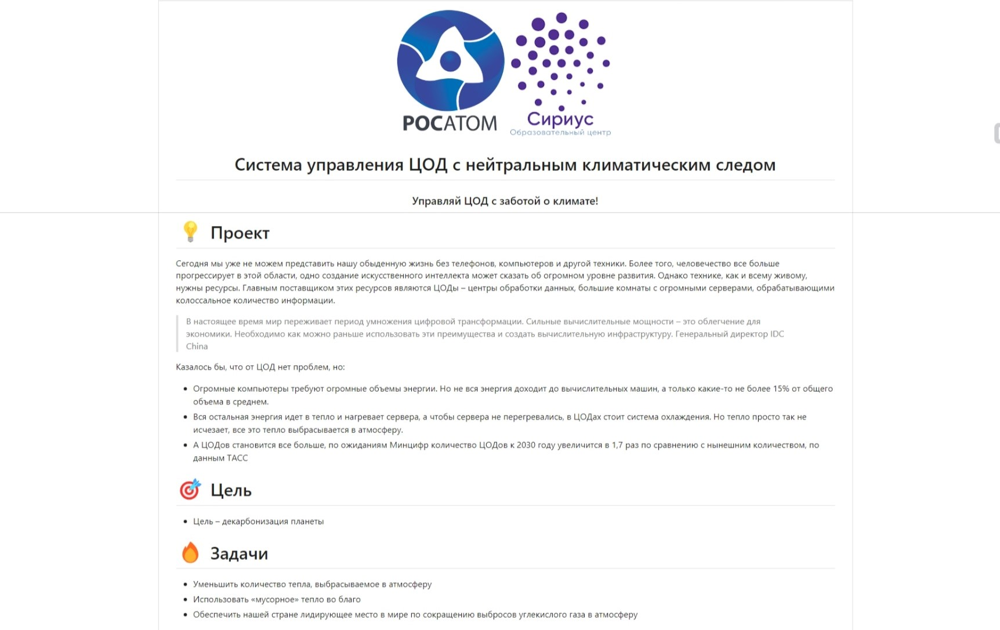 РОСАТОМ
Сириус
Образовательный центр
Система управления ЦОД с нейтральным климатическим следом
Управляй ЦОД с заботой о климате!
Проект
Сегодня мы уже не можем представить нашу обыденную жизнь без телефонов, компьютеров и другой техники. Более того, человечество все больше
прогрессирует в этой области, одно создание искусственного интеллекта может сказать об огромном уровне развития. Однако технике, как и всему живому,
нужны ресурсы. Главным поставщиком этих ресурсов являются ЦОДы – центры обработки данных, большие комнаты с огромными серверами, обрабатывающими
колоссальное количество информации.
В настоящее время мир переживает период умножения цифровой трансформации. Сильные вычислительные мощности – это облегчение для
экономики. Необходимо как можно раньше использовать эти преимущества и создать вычислительную инфраструктуру. Генеральный директор IDC
China
Казалось бы, что от ЦОД нет проблем, но:
• Огромные компьютеры требуют огромные объемы энергии. Но не вся энергия доходит до вычислительных машин, а только какие-то не более 15% от общего
объема в среднем.
• Вся остальная энергия идет в тепло и нагревает сервера, а чтобы сервера не перегревались, в ЦОДах стоит система охлаждения. Но тепло просто так не
исчезает, все это тепло выбрасывается в атмосферу.
• А ЦОДов становится все больше, по ожиданиям Минцифр количество ЦОДов к 2030 году увеличится в 1,7 раз по сравнению с нынешним количеством, по
данным ТАСС
Цель
• Цель – декарбонизация планеты
Задачи
• Уменьшить количество тепла, выбрасываемое в атмосферу
• Использовать «мусорное» тепло во благо
• Обеспечить нашей стране лидирующее место в мире по сокращению выбросов углекислого газа в атмосферу